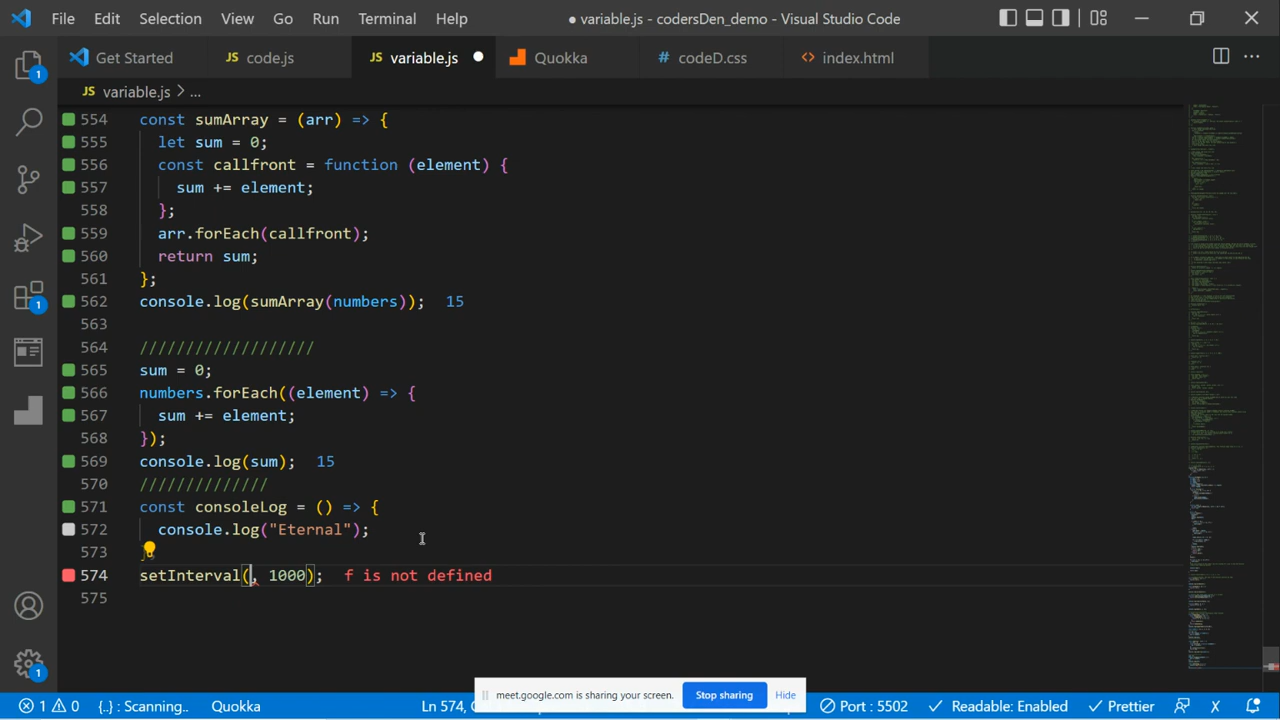 File Edit Selection View Go Run Terminal Help
● variable.js - codersDen_demo - Visual Studio Code
Get Started
JS code.js
JS variable.js
Quokka
# codeD.css
<> index.html
JS variable.js > ...
554 const sumArray = (arr) => {
555 let sum = 0;
556 const callfront = function (element) {
557 sum += element;
558 };
559 arr.forEach(callfront);
560 return sum;
561 };
562 console.log(sumArray(numbers)); 15
563
564 ///////////////////
565 sum = 0;
566 numbers.forEach((element) => {
567 sum += element;
568 });
569 console.log(sum); 15
570 //////////////
571 const consoleLog = () => {
572 console.log("Eternal");
573
574 setInterval(, 1000); f is not defined
575
1
1
1
meet.google.com is sharing your screen. Stop sharing Hide
1 0 {..} : Scanning.. Quokka Ln 574, Port : 5502 Readable: Enabled Prettier